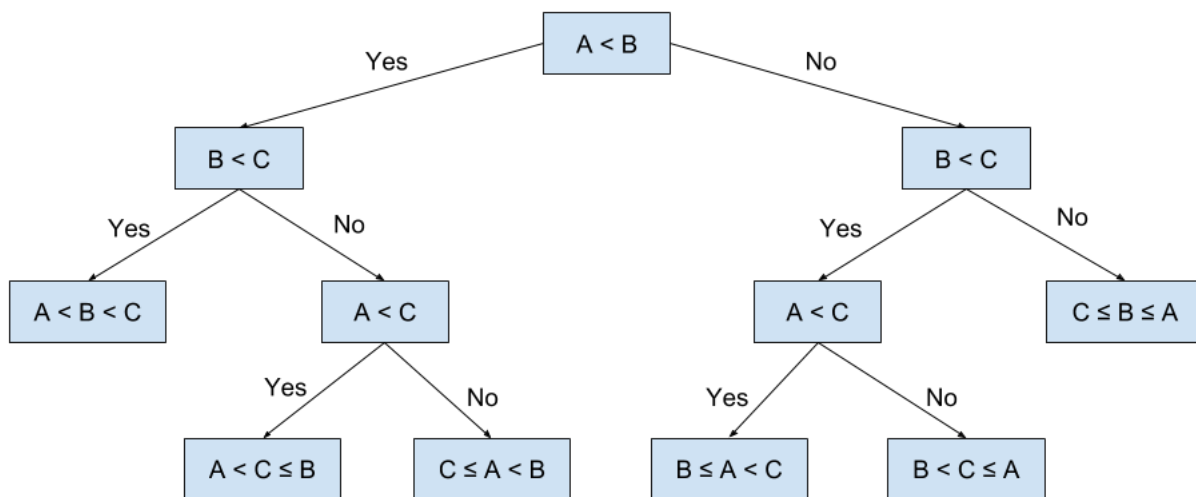 A < B
Yes
No
B < C
B < C
Yes
No
Yes
No
A < B < C
A < C
A < C
C ≤ B ≤ A
Yes
No
Yes
No
A < C ≤ B
C ≤ A < B
B ≤ A < C
B < C ≤ A